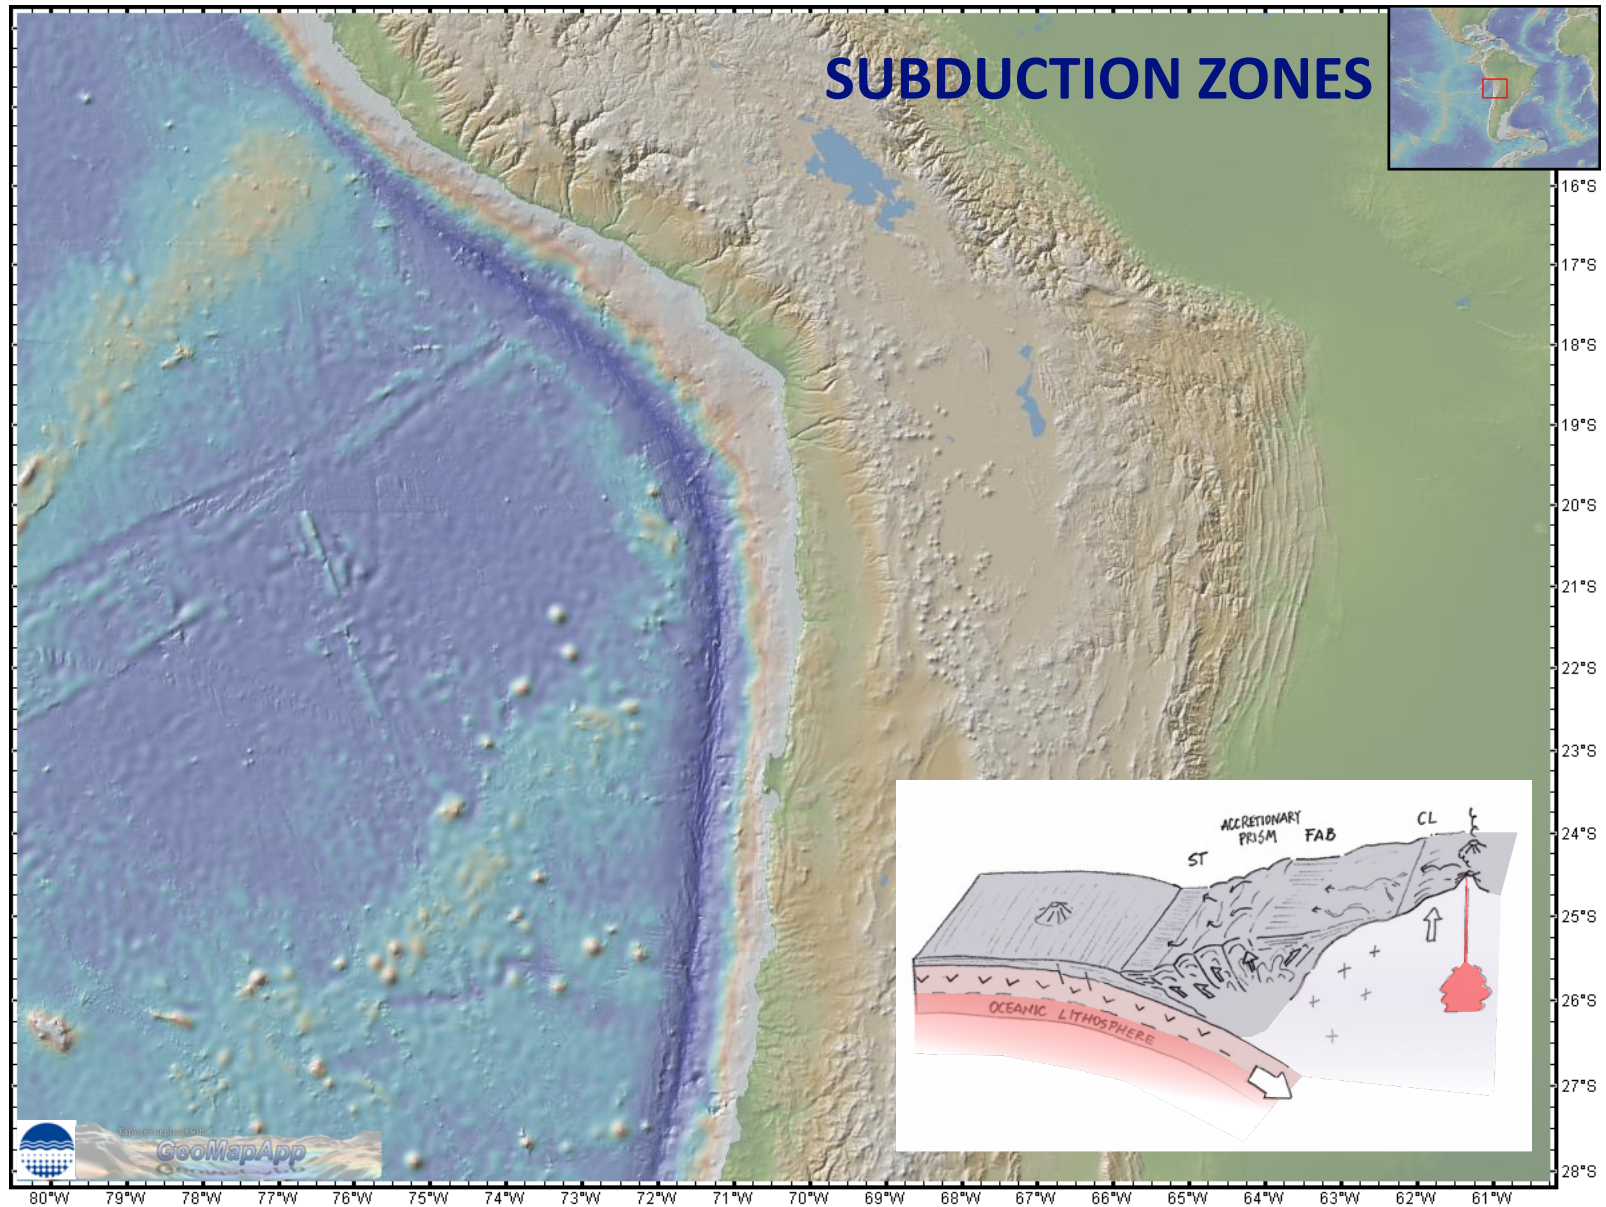 SUBDUCTION ZONES
16°S
17°S
18°S
19°S
20°S
21°S
22°S
23°S
24°S
25°S
26°S
27°S
28°S
ACCRETIONARY
PRISM
FAB
CL
ST
OCEANIC LITHOSPHERE
GeoMapApp
80°W 79°W 78°W 77°W 76°W 75°W 74°W 73°W 72°W 71°W 70°W 69°W 68°W 67°W 66°W 65°W 64°W 63°W 62°W 61°W